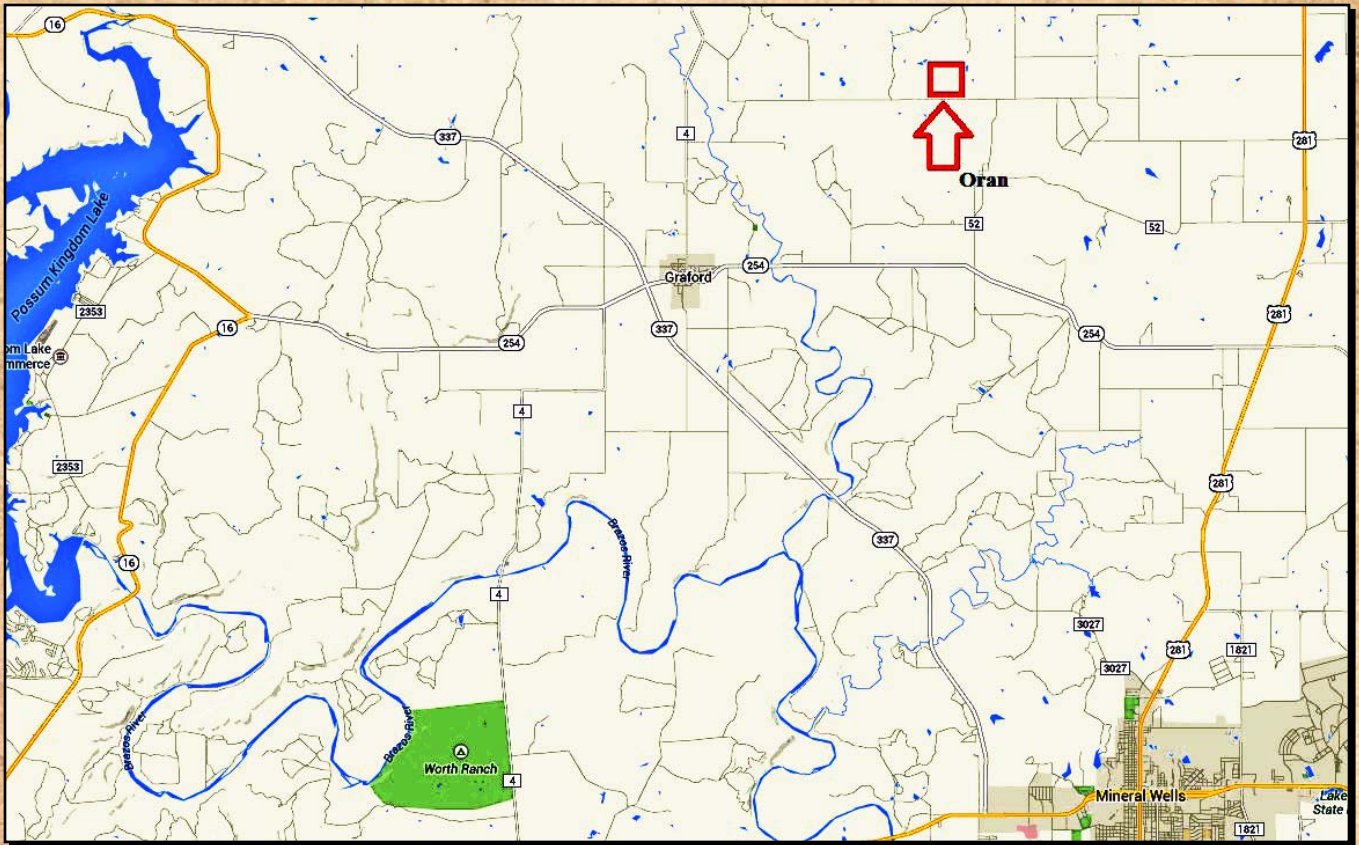 16
337
4
281
Oran
Possum Kingdom Lake
52
52
254
Graford
2353
16
337
254
254
281
om Lake
mmerce
4
2353
281
Brazos River
16
337
4
3027
281
1821
3027
Brazos River
Brazos River
Worth Ranch
4
Mineral Wells
Lake
State
1821